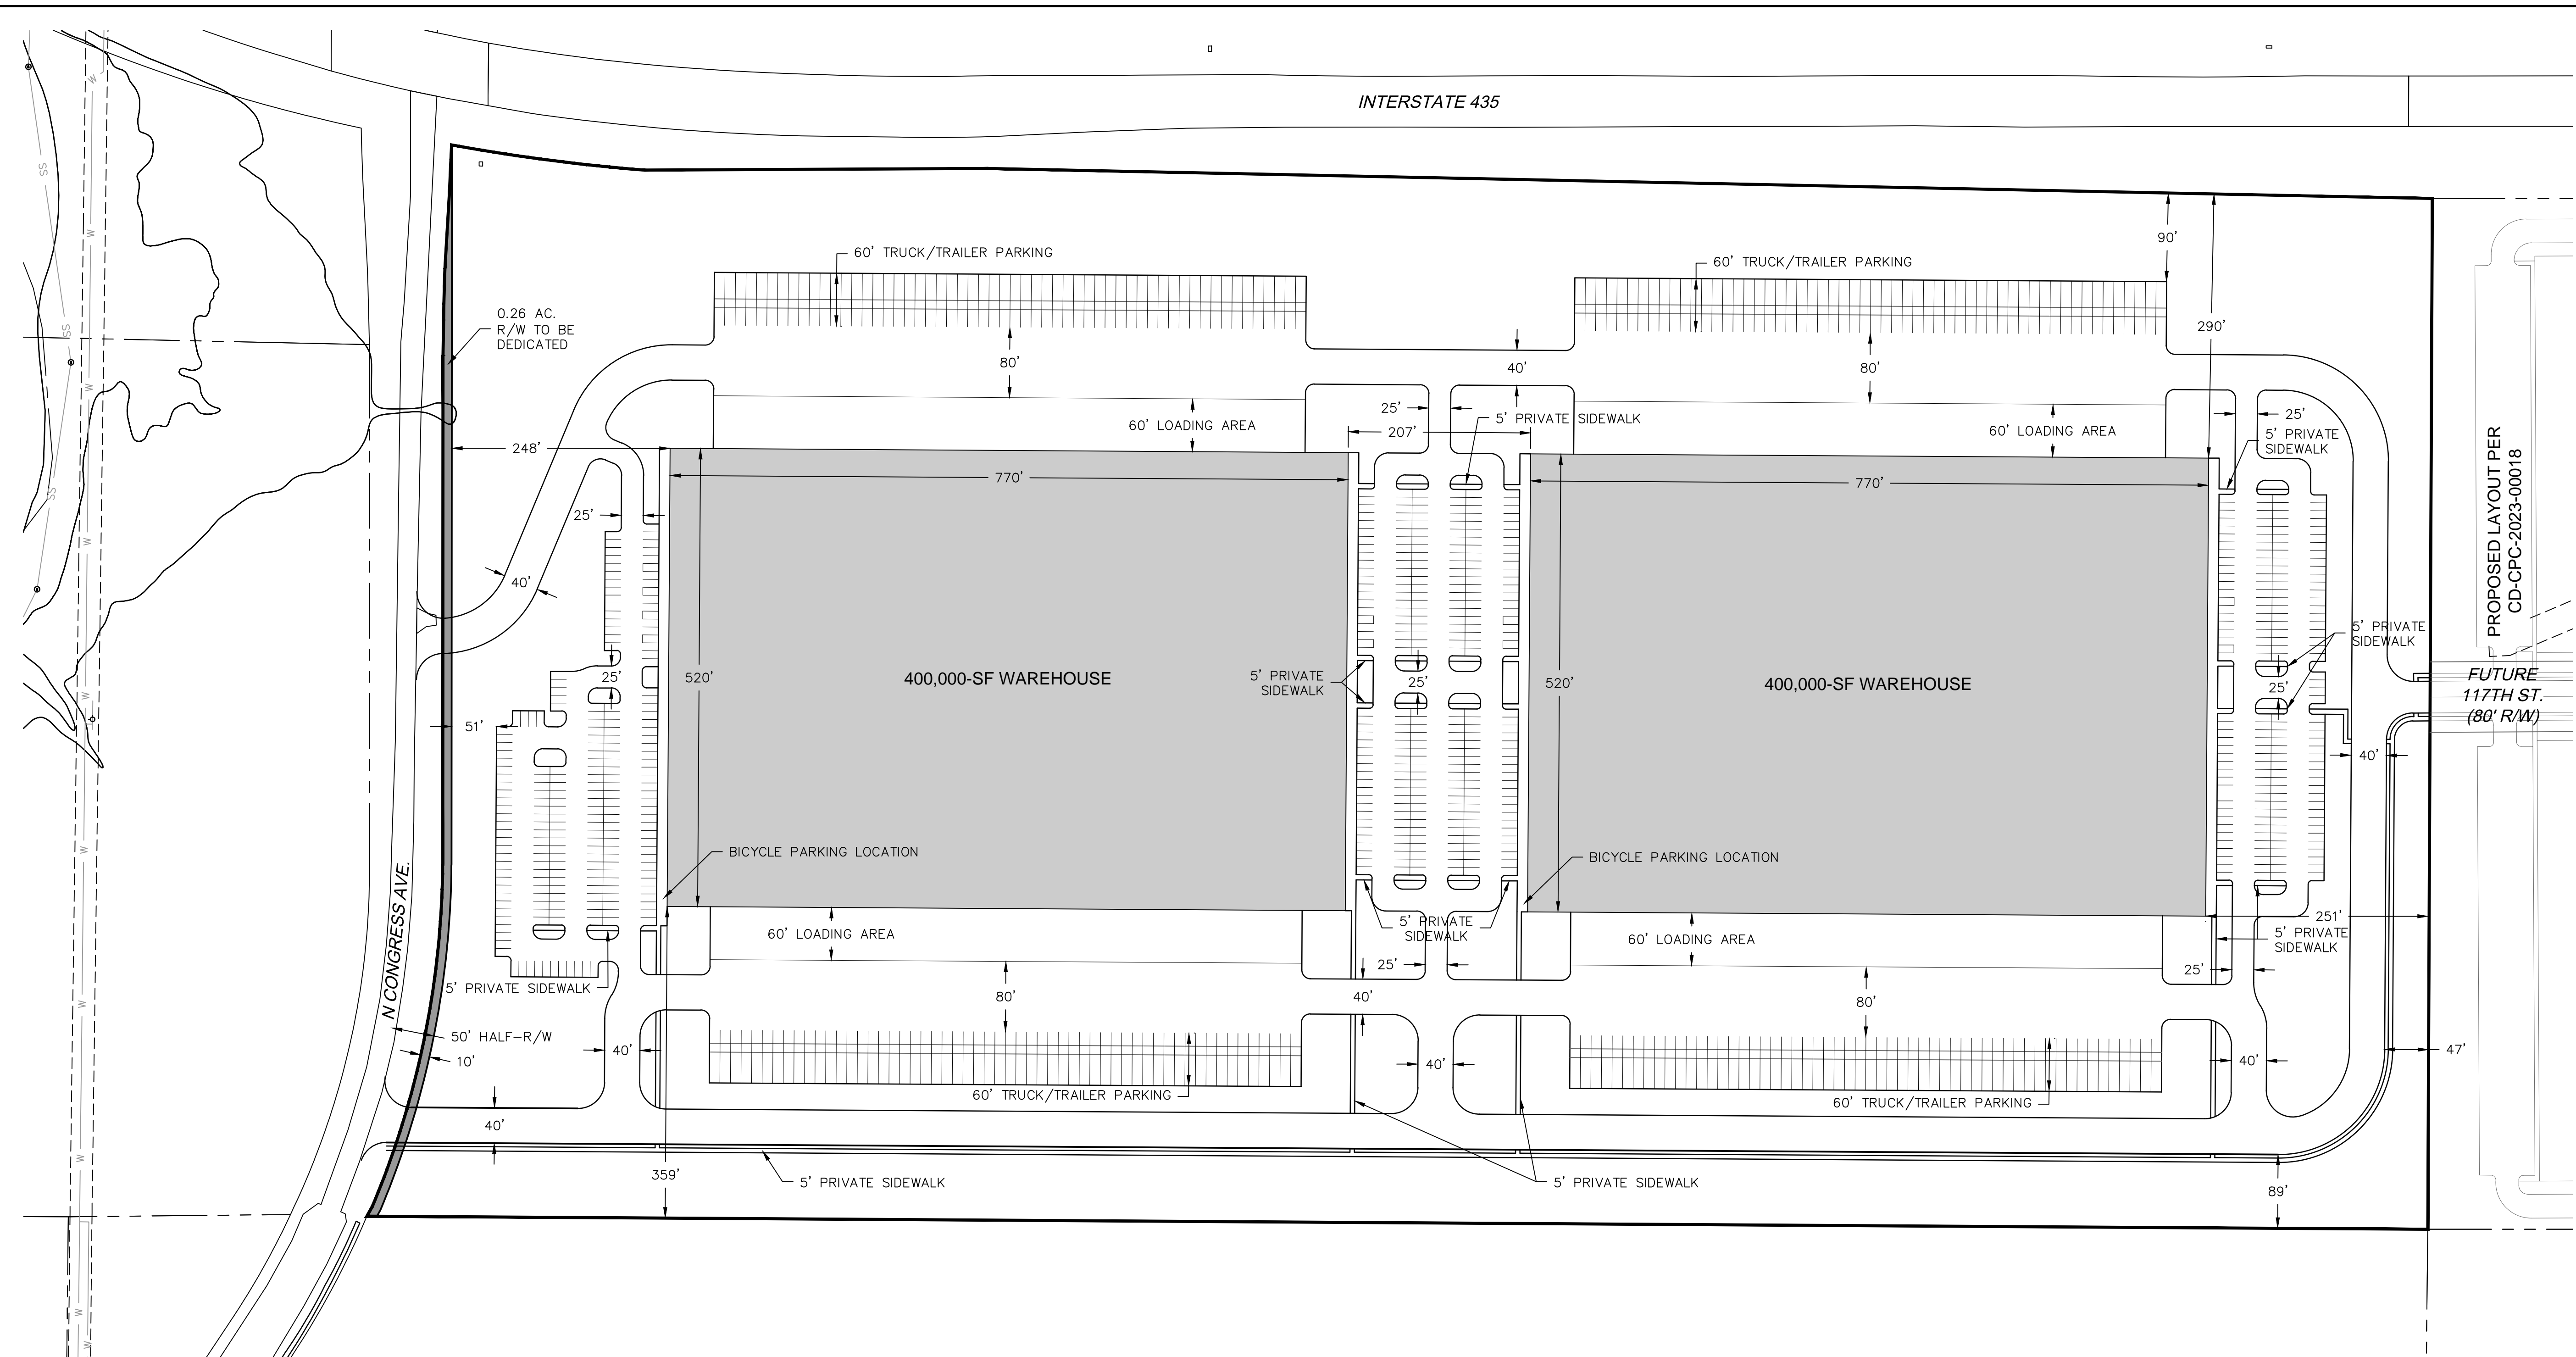 INTERSTATE 435
60' TRUCK/TRAILER PARKING
60' TRUCK/TRAILER PARKING
90'
290'
0.26 AC.
R/W TO BE
DEDICATED
80'
40'
80'
25'
5' PRIVATE SIDEWALK
25'
60' LOADING AREA
207'
60' LOADING AREA
5' PRIVATE
SIDEWALK
248'
770'
770'
25'
40'
PROPOSED LAYOUT PER
CD-CPC-2023-00018
5' PRIVATE
SIDEWALK
25'
520'
400,000-SF WAREHOUSE
5' PRIVATE
SIDEWALK
25'
520'
400,000-SF WAREHOUSE
25'
FUTURE
117TH ST.
(80' R/W)
51'
40'
BICYCLE PARKING LOCATION
BICYCLE PARKING LOCATION
N CONGRESS AVE.
60' LOADING AREA
5' PRIVATE
SIDEWALK
60' LOADING AREA
251'
5' PRIVATE
SIDEWALK
25'
25'
5' PRIVATE SIDEWALK
80'
40'
80'
50' HALF-R/W
10'
40'
40'
40'
47'
60' TRUCK/TRAILER PARKING
60' TRUCK/TRAILER PARKING
40'
359'
5' PRIVATE SIDEWALK
5' PRIVATE SIDEWALK
89'
W
W
W
W
W
W
W
W
W
W
W
SS
SS
SS